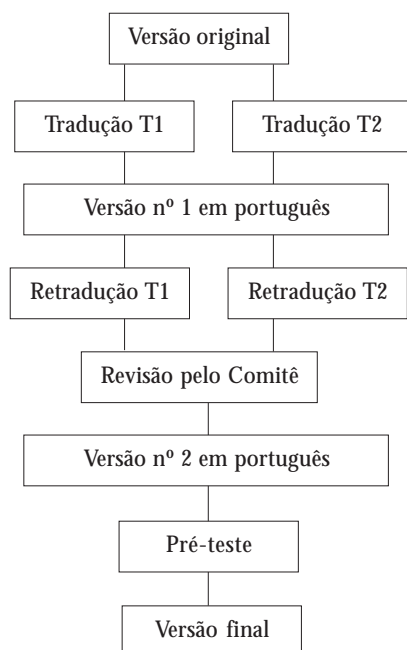 Versão original
Tradução T1
Tradução T2
Versão nº 1 em português
Retradução T1
Retradução T2
Revisão pelo Comitê
Versão nº 2 em português
Pré-teste
Versão final